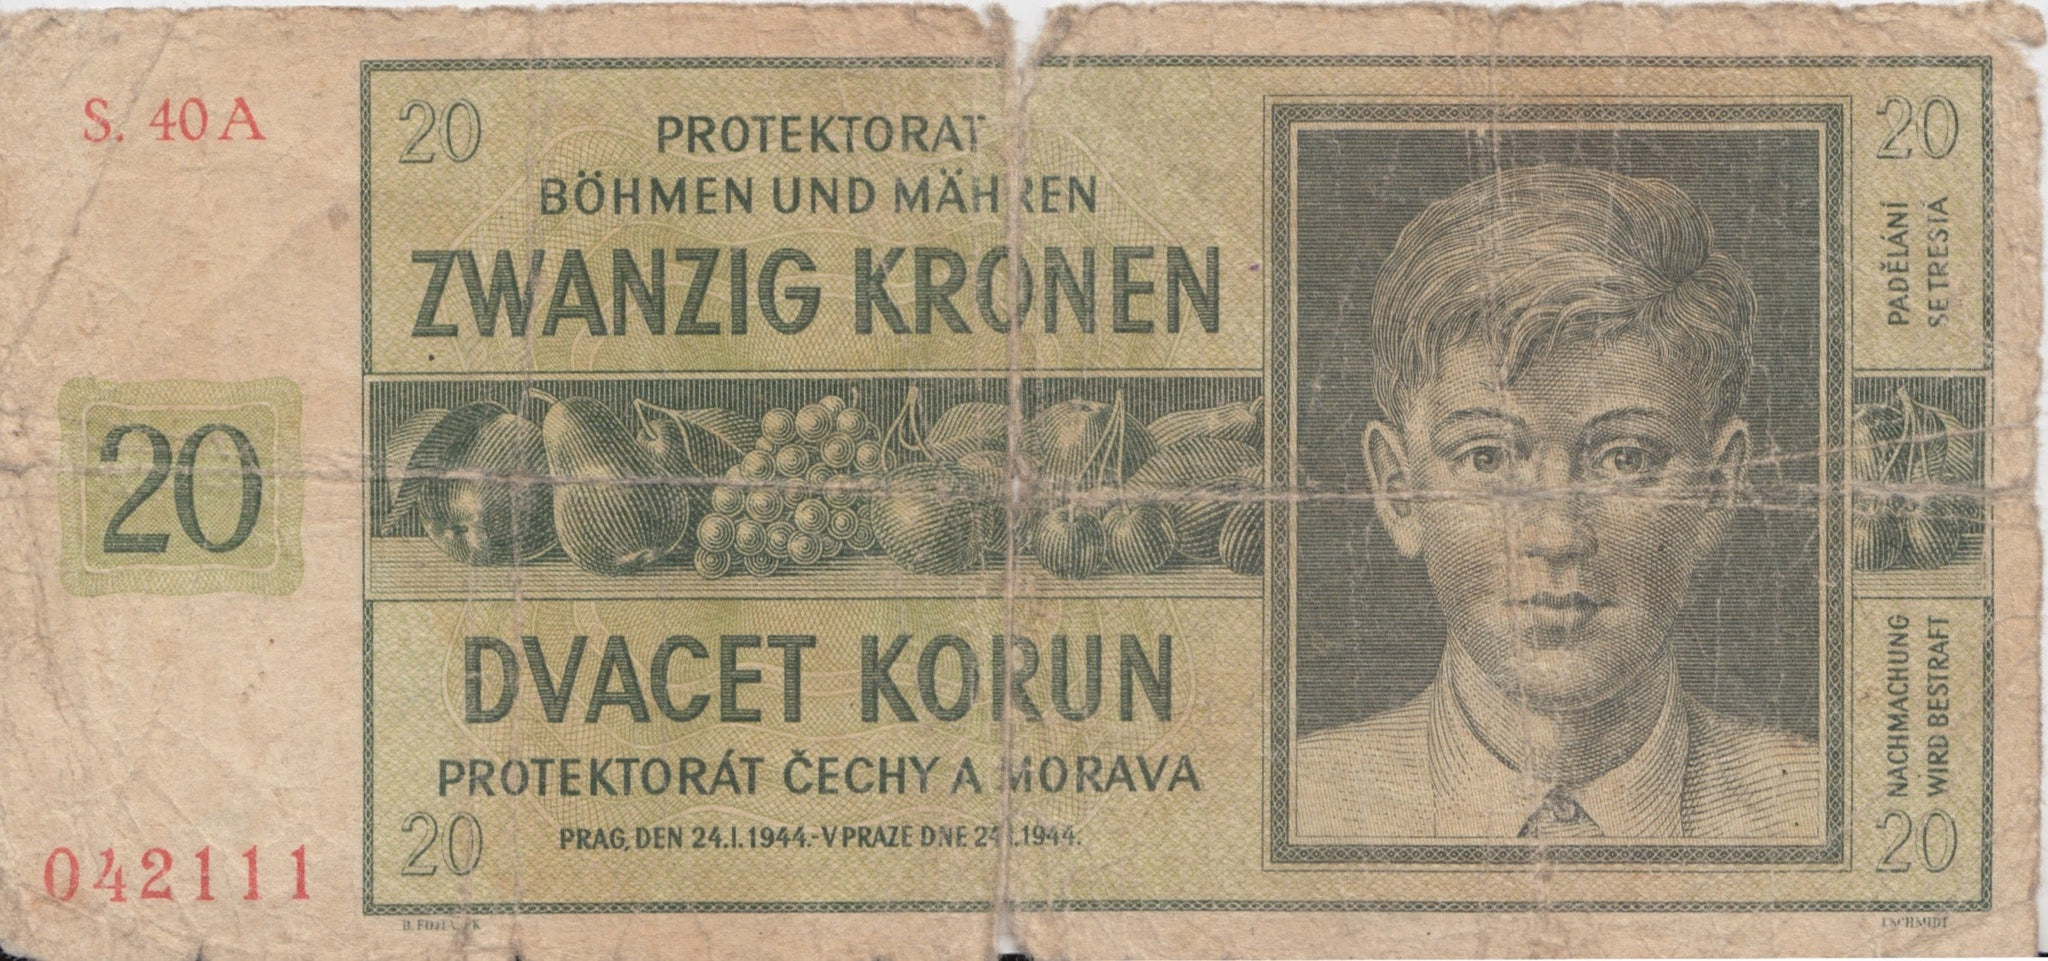 S. 40 A
20
20
PROTEKTORAT
BÖHMEN UND MÄHREN
ZWANZIG KRONEN
PADĚLÁNÍ
SE TRESTÁ
20
DVACET KORUN
PROTEKTORÁT ČECHY A MORAVA
NACHMACHUNG
WIRD BESTRAFT
20
PRAG, DEN 24.I.1944.-V PRAZE DNE 24.I.1944.
20
042111
I SCHMIDT